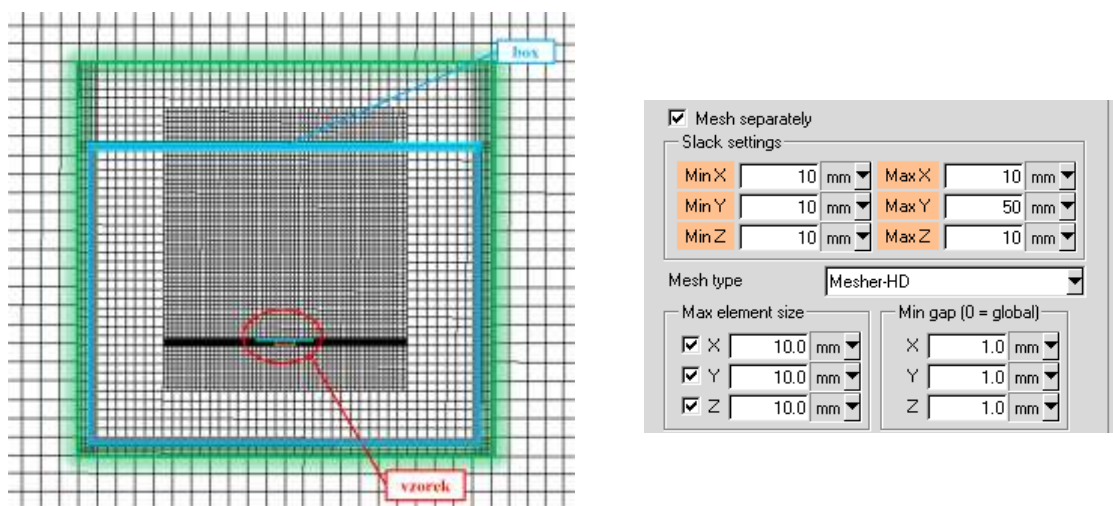 box
vzorek
Mesh separately
Slack settings
Min X 10 mm Max X 10 mm
Min Y 10 mm Max Y 50 mm
Min Z 10 mm Max Z 10 mm
Mesh type Mesher-HD
Max element size Min gap (0 = global)
X 10.0 mm X 1.0 mm
Y 10.0 mm Y 1.0 mm
Z 10.0 mm Z 1.0 mm